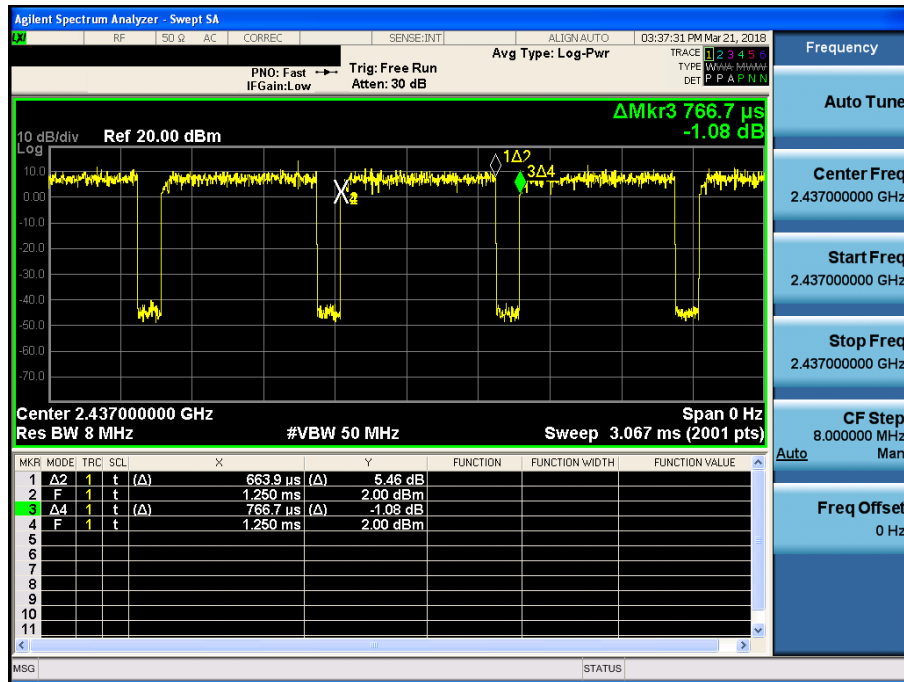 Agilent Spectrum Analyzer - Swept SA
LXI RF 50 Ω AC CORREC SENSE:INT ALIGN AUTO 03:37:31 PM Mar 21, 2018
Avg Type: Log-Pwr
TRACE 1 2 3 4 5 6
PNO: Fast Trig: Free Run
TYPE WWA MWWW
IFGain:Low Atten: 30 dB
DET P P A P N N
ΔMkr3 766.7 µs
-1.08 dB
10 dB/div Ref 20.00 dBm
Log
10.0
0.00
-10.0
-20.0
-30.0
-40.0
-50.0
-60.0
-70.0
1Δ2
3Δ4
Center 2.437000000 GHz Span 0 Hz
Res BW 8 MHz #VBW 50 MHz Sweep 3.067 ms (2001 pts)
MKR MODE TRC SCL X Y FUNCTION FUNCTION WIDTH FUNCTION VALUE
1 Δ2 1 t (Δ) 663.9 µs (Δ) 5.46 dB
2 F 1 t 1.250 ms 2.00 dBm
3 Δ4 1 t (Δ) 766.7 µs (Δ) -1.08 dB
4 F 1 t 1.250 ms 2.00 dBm
5
6
7
8
9
10
11
MSG STATUS
Frequency
Auto Tune
Center Freq
2.437000000 GHz
Start Freq
2.437000000 GHz
Stop Freq
2.437000000 GHz
CF Step
8.000000 MHz
Auto Man
Freq Offset
0 Hz